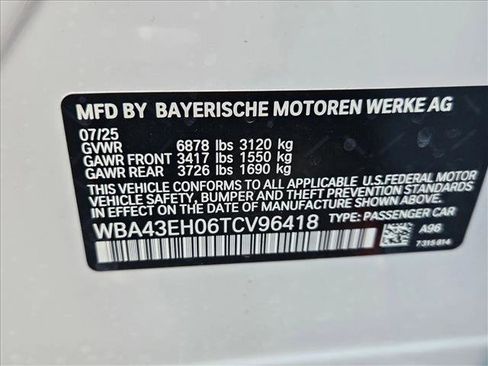 MFD BY BAYERISCHE MOTOREN WERKE AG
07/25
GVWR 6878 lbs 3120 kg
GAWR FRONT 3417 lbs 1550 kg
GAWR REAR 3726 lbs 1690 kg
THIS VEHICLE CONFORMS TO ALL APPLICABLE U.S.FEDERAL MOTOR
VEHICLE SAFETY, BUMPER, AND THEFT PREVENTION STANDARDS
IN EFFECT ON THE DATE OF MANUFACTURE SHOWN ABOVE.
WBA43EH06TCV96418 TYPE: PASSENGER CAR
A96
7315814